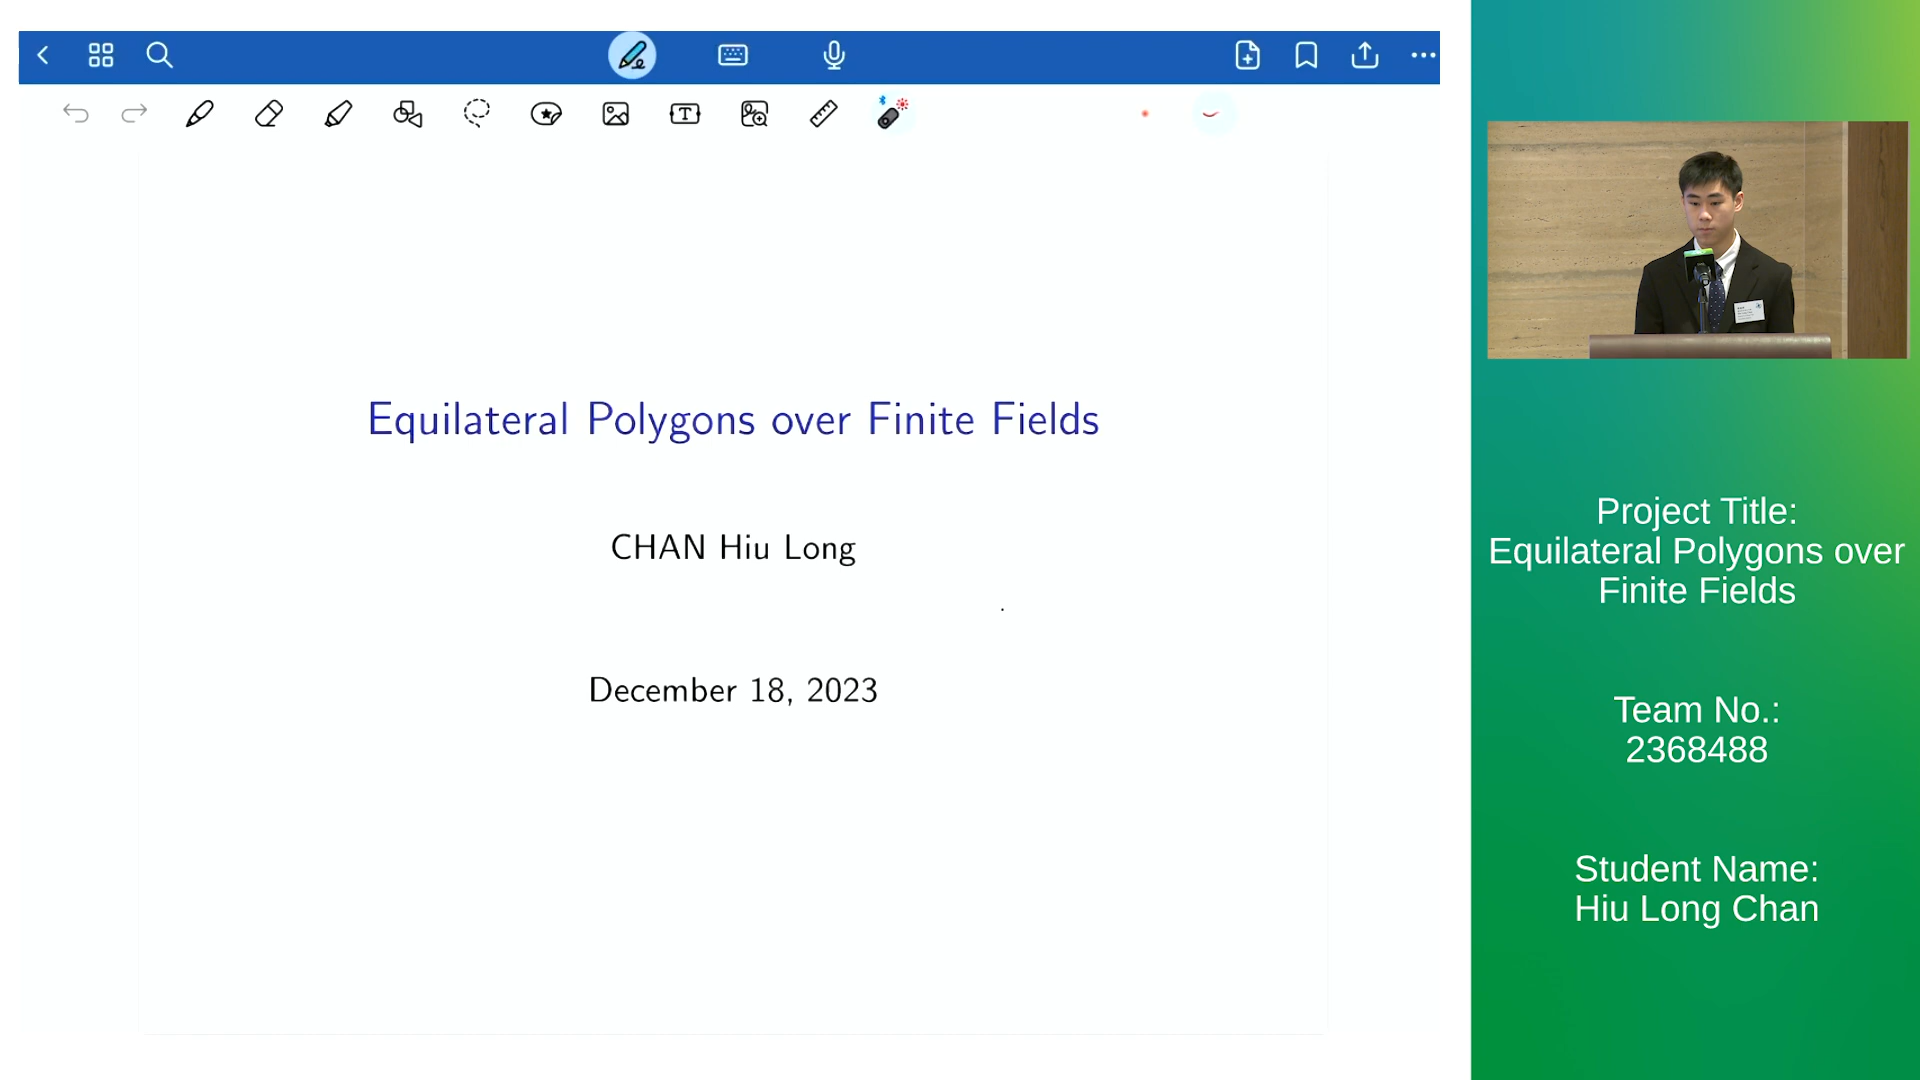 Equilateral Polygons over Finite Fields
CHAN Hiu Long
December 18, 2023
Project Title:
Equilateral Polygons over
Finite Fields
Team No.:
2368488
Student Name:
Hiu Long Chan